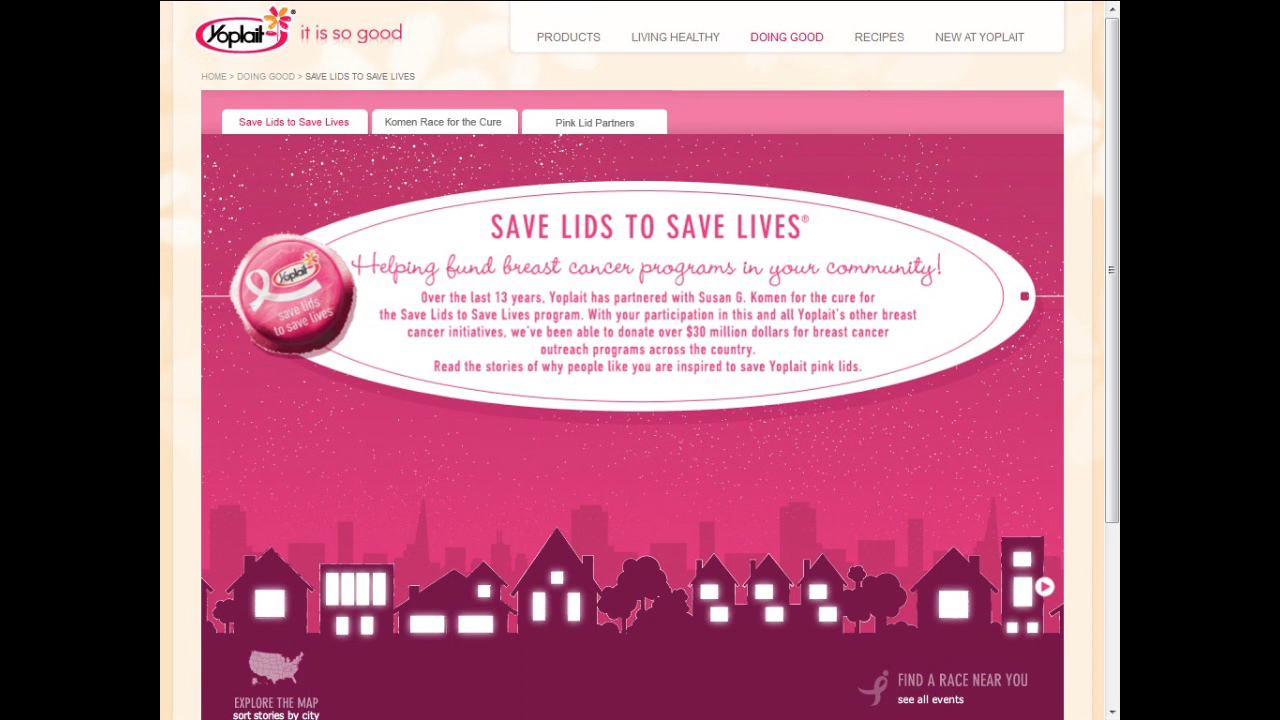 Yoplait® it is so good
PRODUCTS LIVING HEALTHY DOING GOOD RECIPES NEW AT YOPLAIT
HOME > DOING GOOD > SAVE LIDS TO SAVE LIVES
Save Lids to Save Lives Komen Race for the Cure Pink Lid Partners
SAVE LIDS TO SAVE LIVES®
Helping fund breast cancer programs in your community!
Yoplait
save lids
to save lives
Over the last 13 years, Yoplait has partnered with Susan G. Komen for the cure for
the Save Lids to Save Lives program. With your participation in this and all Yoplait's other breast
cancer initiatives, we've been able to donate over $30 million dollars for breast cancer
outreach programs across the country.
Read the stories of why people like you are inspired to save Yoplait pink lids.
EXPLORE THE MAP
sort stories by city
FIND A RACE NEAR YOU
see all events